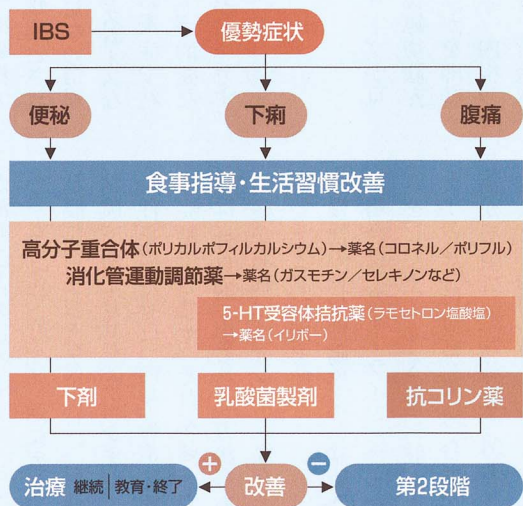 IBS
優勢症状
便秘
下痢
腹痛
食事指導・生活習慣改善
高分子重合体(ポリカルボフィルカルシウム)→薬名(コロネル/ポリフル)
消化管運動調節薬→薬名(ガスモチン/セレキノンなど)
5-HT受容体拮抗薬(ラモセトロン塩酸塩)
→薬名(イリボー)
下剤
乳酸菌製剤
抗コリン薬
+
−
治療 継続|教育・終了
改善
第2段階